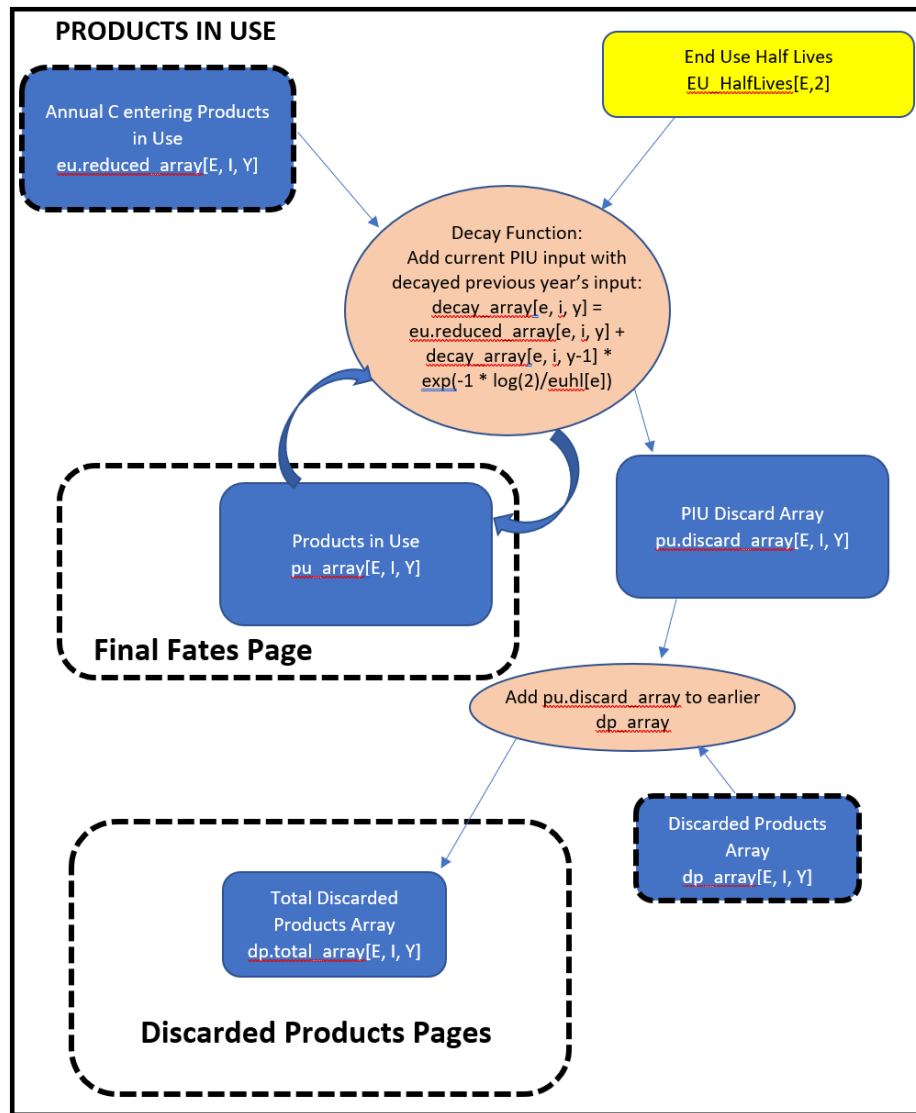 PRODUCTS IN USE
Annual C entering Products
in Use
eu.reduced_array[E, I, Y]
End Use Half Lives
EU_HalfLives[E,2]
Decay Function:
Add current PIU input with
decayed previous year’s input:
decay_array[e, i, y] =
eu.reduced_array[e, i, y] +
decay_array[e, i, y-1] *
exp(-1 * log(2)/euhl[e])
Products in Use
pu_array[E, I, Y]
Final Fates Page
PIU Discard Array
pu.discard_array[E, I, Y]
Add pu.discard_array to earlier
dp_array
Discarded Products
Array
dp_array[E, I, Y]
Total Discarded
Products Array
dp.total_array[E, I, Y]
Discarded Products Pages